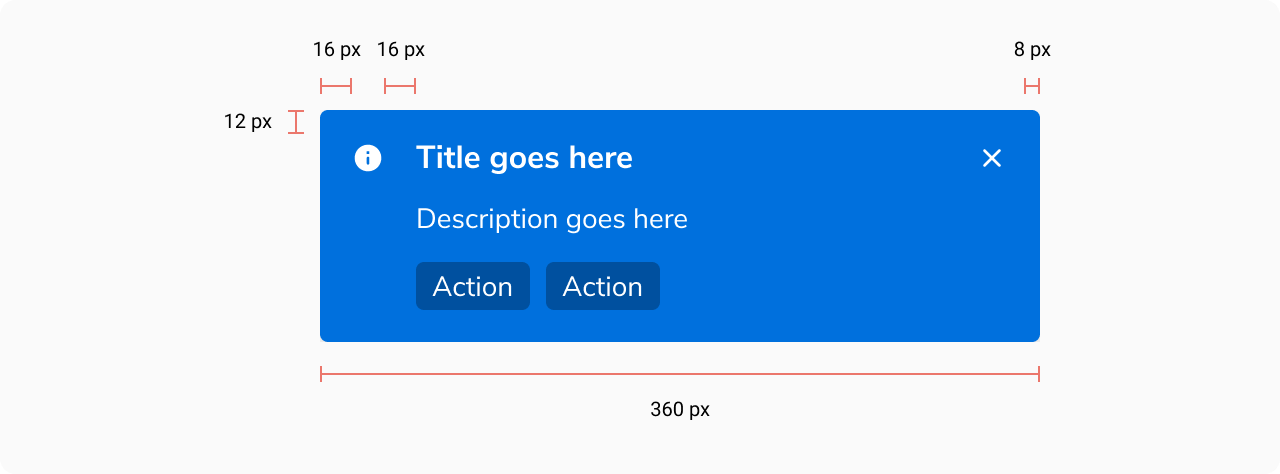 16 px 16 px 8 px
12 px
Title goes here
Description goes here
Action Action
360 px